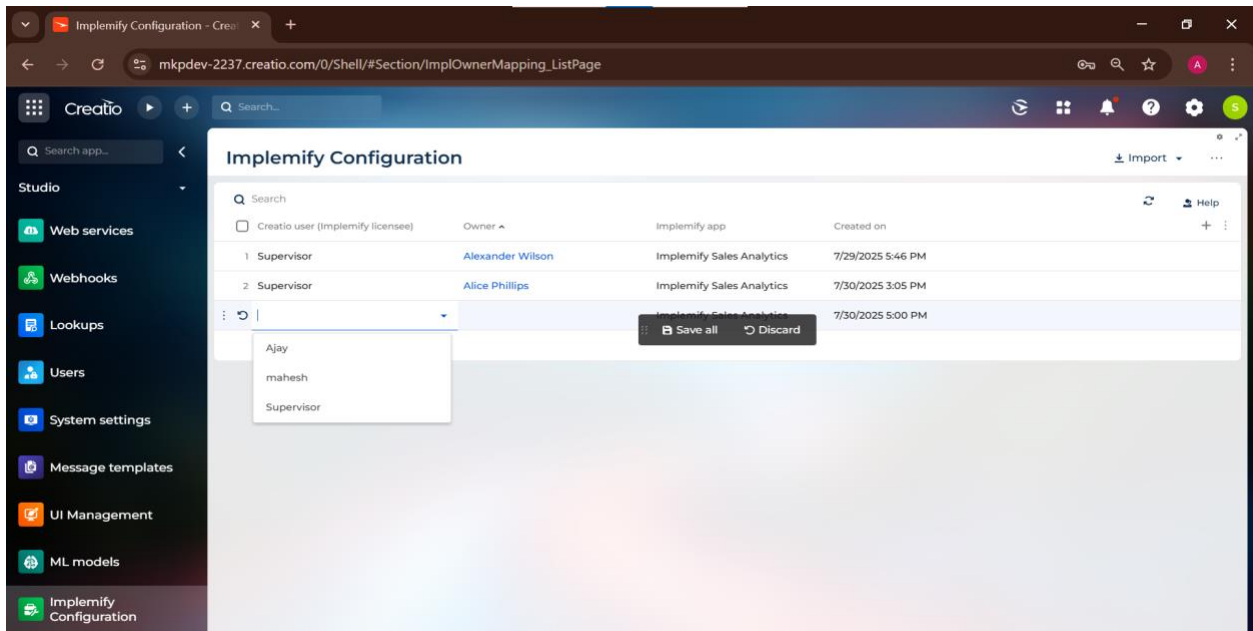 Implemify Configuration - Crea
mkpdev-2237.creatio.com/0/Shell/#Section/ImplOwnerMapping_ListPage
A
Creatio
Search...
S
Search app...
Implemify Configuration
Import
Studio
Search
Help
Creatio user (Implemify licensee) Owner Implemify app Created on
Web services
1 Supervisor Alexander Wilson Implemify Sales Analytics 7/29/2025 5:46 PM
Webhooks
2 Supervisor Alice Phillips Implemify Sales Analytics 7/30/2025 3:05 PM
Lookups
Implemify Sales Analytics 7/30/2025 5:00 PM
Save all Discard
Ajay
mahesh
Supervisor
Users
System settings
Message templates
UI Management
ML models
Implemify
Configuration